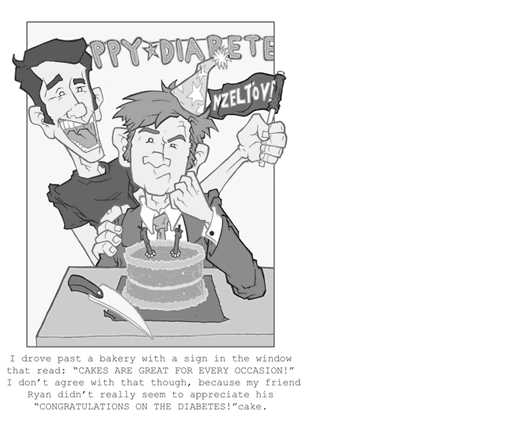 PPY★DIABETE
MZELTOV!
I drove past a bakery with a sign in the window
that read: “CAKES ARE GREAT FOR EVERY OCCASION!”
I don’t agree with that though, because my friend
Ryan didn’t really seem to appreciate his
“CONGRATULATIONS ON THE DIABETES!”cake.